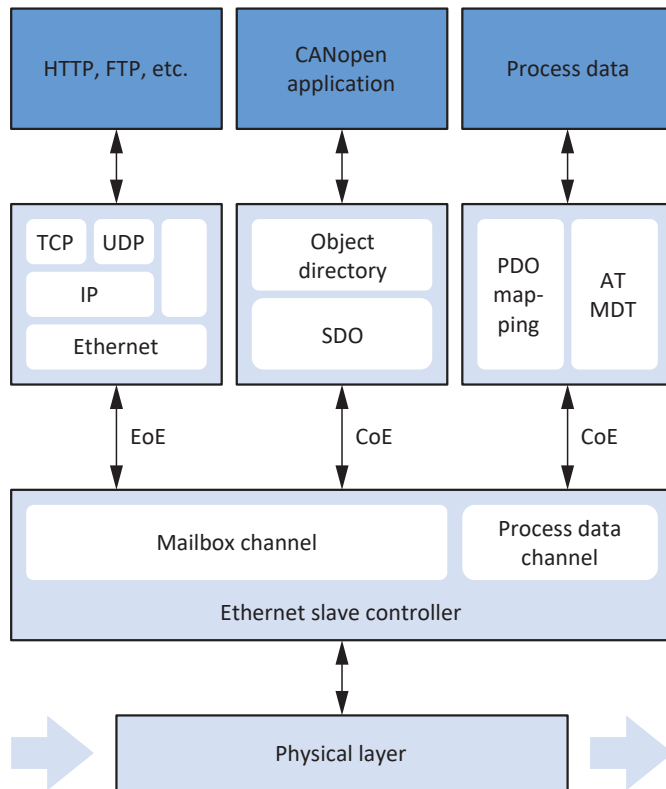 HTTP, FTP, etc.
CANopen
application
Process data
TCP
UDP
IP
Ethernet
Object
directory
SDO
PDO
map-
ping
AT
MDT
EoE
CoE
CoE
Mailbox channel
Process data
channel
Ethernet slave controller
Physical layer